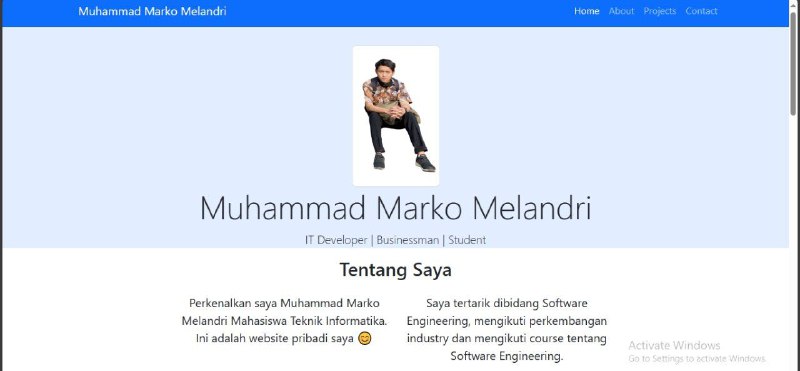 Muhammad Marko Melandri
Home About Projects Contact
Muhammad Marko Melandri
IT Developer | Businessman | Student
Tentang Saya
Perkenalkan saya Muhammad Marko
Melandri Mahasiswa Teknik Informatika.
Ini adalah website pribadi saya 😊
Saya tertarik dibidang Software
Engineering, mengikuti perkembangan
industry dan mengikuti course tentang
Software Engineering.
Activate Windows
Go to Settings to activate Windows.